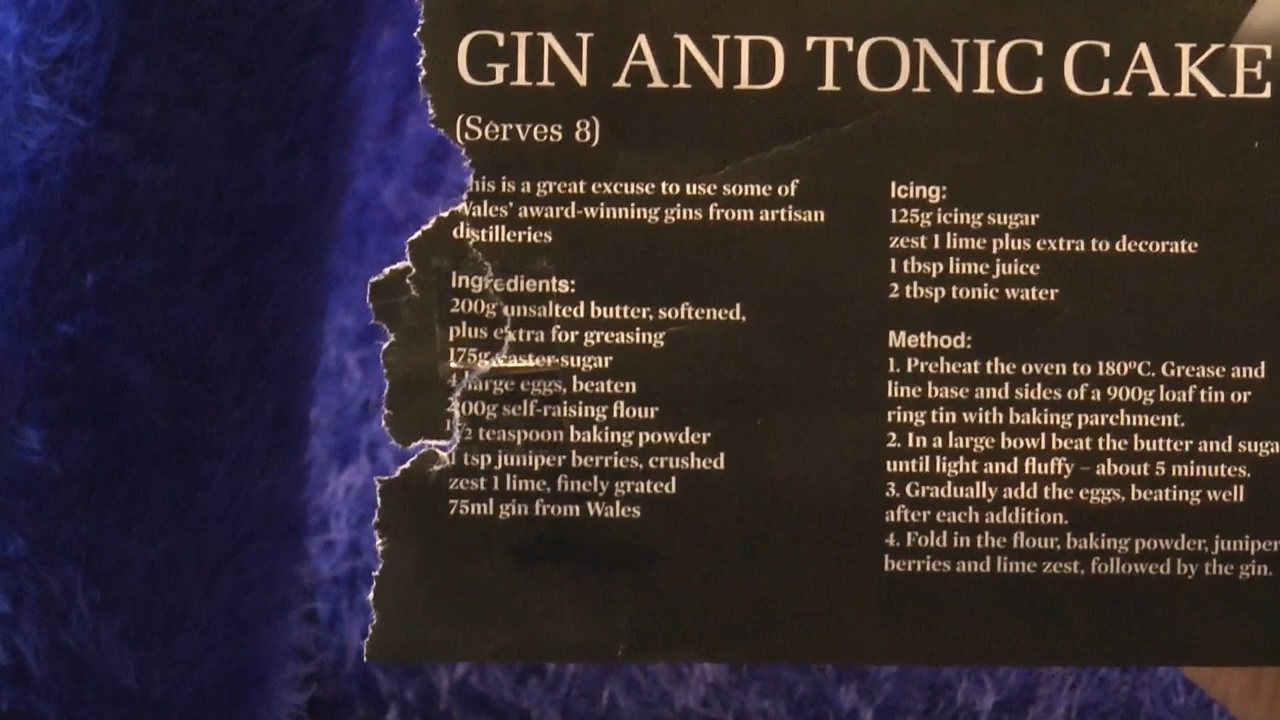 GIN AND TONIC CAKE
(Serves 8)
his is a great excuse to use some of
Wales' award-winning gins from artisan
distilleries
Ingredients:
200g unsalted butter, softened,
plus extra for greasing
175g caster sugar
large eggs, beaten
00g self-raising flour
1/2 teaspoon baking powder
1 tsp juniper berries, crushed
zest 1 lime, finely grated
75ml gin from Wales
Icing:
125g icing sugar
zest 1 lime plus extra to decorate
1 tbsp lime juice
2 tbsp tonic water
Method:
1. Preheat the oven to 180ºC. Grease and
line base and sides of a 900g loaf tin or
ring tin with baking parchment.
2. In a large bowl beat the butter and suga
until light and fluffy – about 5 minutes.
3. Gradually add the eggs, beating well
after each addition.
4. Fold in the flour, baking powder, juniper
berries and lime zest, followed by the gin.